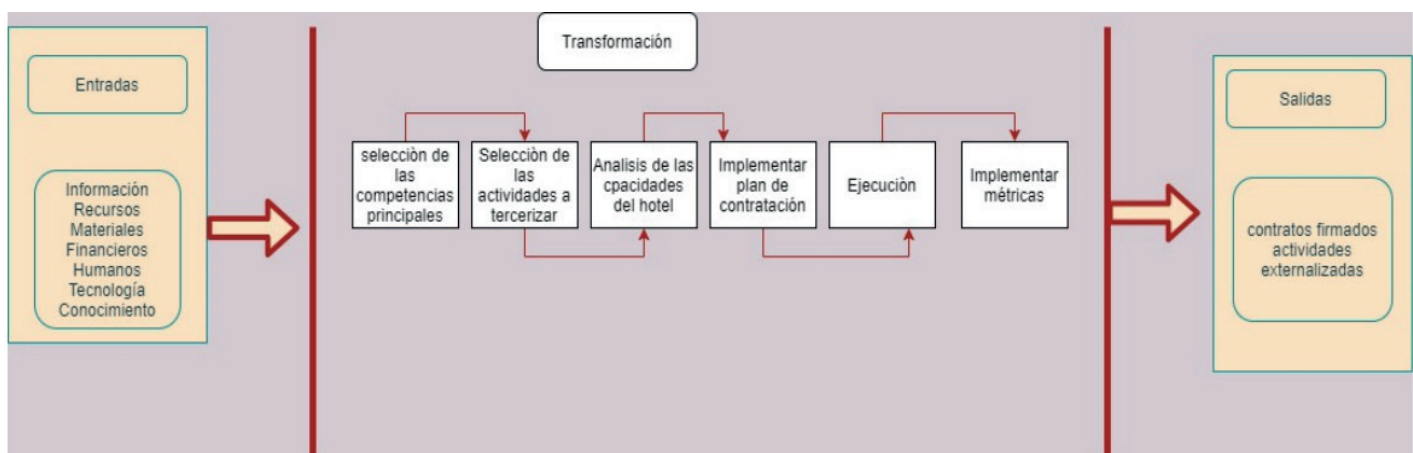 Entradas
Información
Recursos
Materiales
Financieros
Humanos
Tecnología
Conocimiento
Transformación
selecciòn de
las
competencias
principales
Selecciòn de
las
actividades a
tercerizar
Analisis de las
cpacidades
del hotel
Implementar
plan de
contratación
Ejecuciòn
Implementar
métricas
Salidas
contratos firmados
actividades
externalizadas